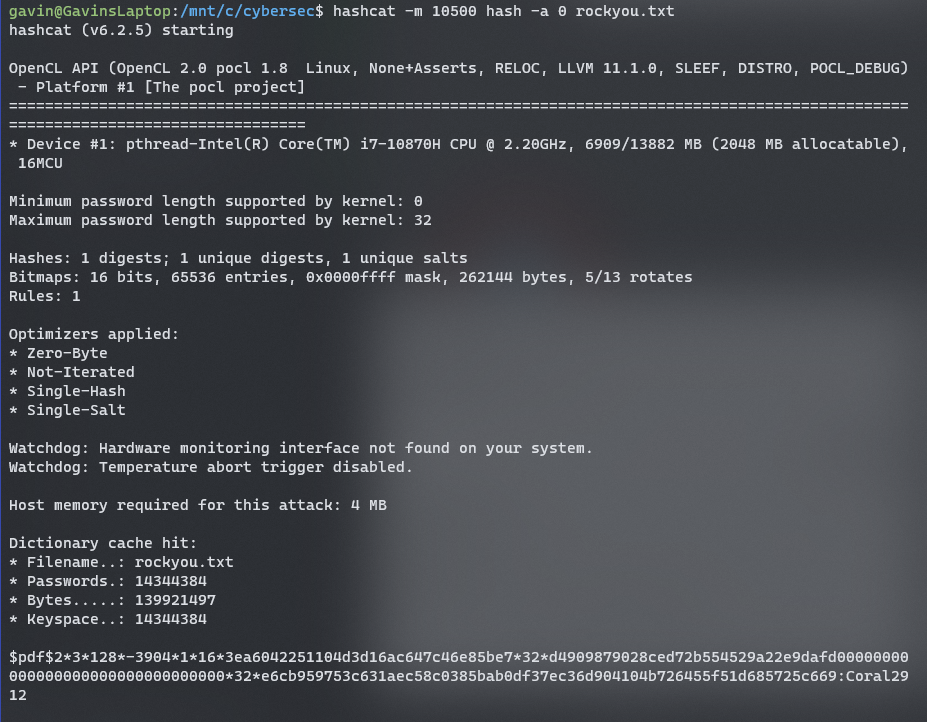 gavin@GavinsLaptop:/mnt/c/cybersec$ hashcat -m 10500 hash -a 0 rockyou.txt
hashcat (v6.2.5) starting
OpenCL API (OpenCL 2.0 pocl 1.8  Linux, None+Asserts, RELOC, LLVM 11.1.0, SLEEF, DISTRO, POCL_DEBUG)
 - Platform #1 [The pocl project]
====================================================================================================
=================================
* Device #1: pthread-Intel(R) Core(TM) i7-10870H CPU @ 2.20GHz, 6909/13882 MB (2048 MB allocatable),
 16MCU
Minimum password length supported by kernel: 0
Maximum password length supported by kernel: 32
Hashes: 1 digests; 1 unique digests, 1 unique salts
Bitmaps: 16 bits, 65536 entries, 0x0000ffff mask, 262144 bytes, 5/13 rotates
Rules: 1
Optimizers applied:
* Zero-Byte
* Not-Iterated
* Single-Hash
* Single-Salt
Watchdog: Hardware monitoring interface not found on your system.
Watchdog: Temperature abort trigger disabled.
Host memory required for this attack: 4 MB
Dictionary cache hit:
* Filename..: rockyou.txt
* Passwords.: 14344384
* Bytes.....: 139921497
* Keyspace..: 14344384
$pdf$2*3*128*-3904*1*16*3ea6042251104d3d16ac647c46e85be7*32*d4909879028ced72b554529a22e9dafd00000000
000000000000000000000000*32*e6cb959753c631aec58c0385bab0df37ec36d904104b726455f51d685725c669:Coral29
12